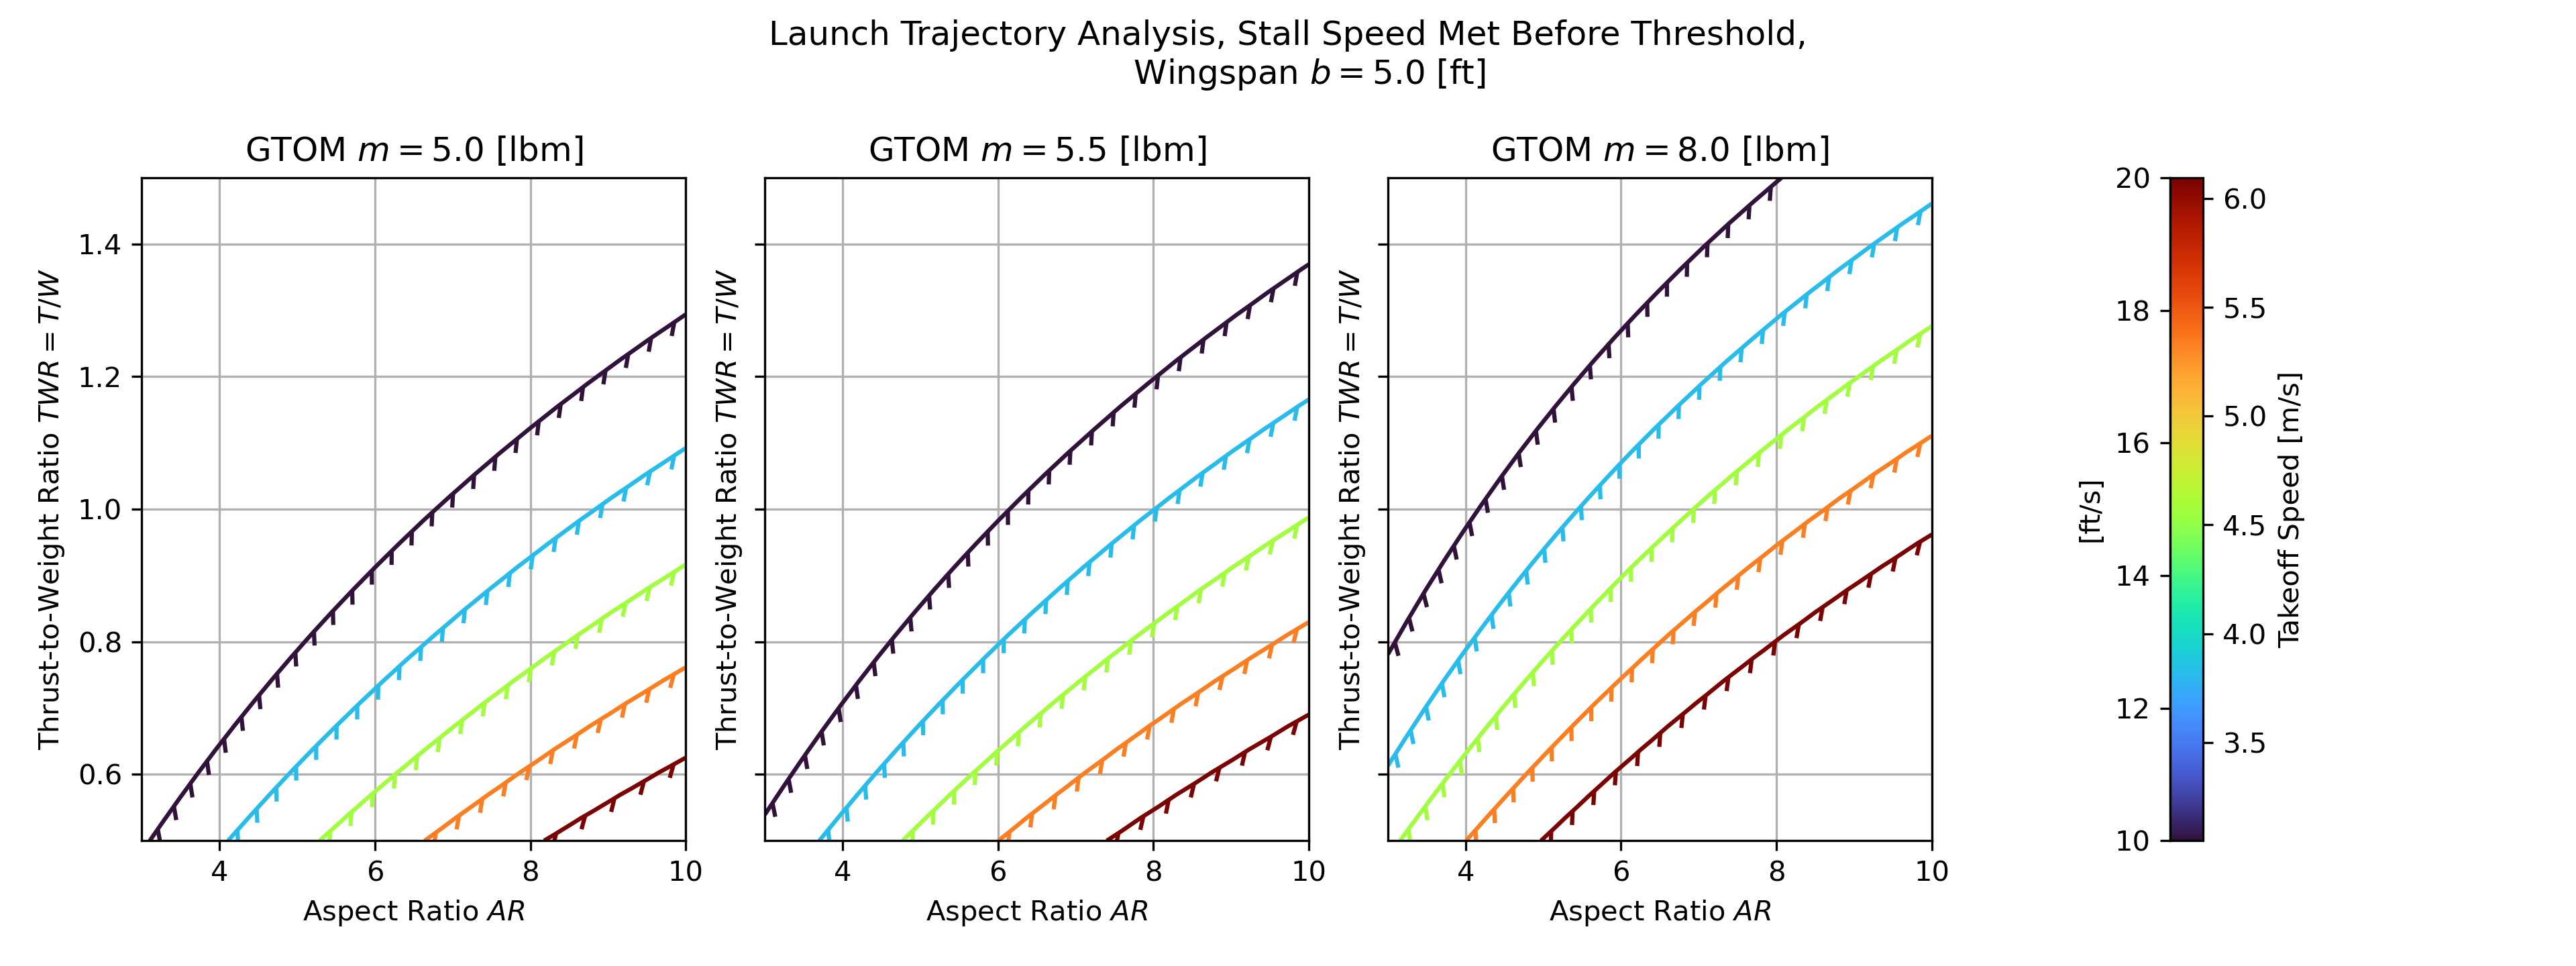 Launch Trajectory Analysis, Stall Speed Met Before Threshold,
Wingspan b = 5.0 [ft]
GTOM m = 5.0 [lbm]
Thrust-to-Weight Ratio TWR = T/W
1.4
1.2
1.0
0.8
0.6
4
6
8
10
Aspect Ratio AR
GTOM m = 5.5 [lbm]
Thrust-to-Weight Ratio TWR = T/W
4
6
8
10
Aspect Ratio AR
GTOM m = 8.0 [lbm]
Thrust-to-Weight Ratio TWR = T/W
4
6
8
10
Aspect Ratio AR
[ft/s]
20
18
16
14
12
10
6.0
5.5
5.0
4.5
4.0
3.5
Takeoff Speed [m/s]